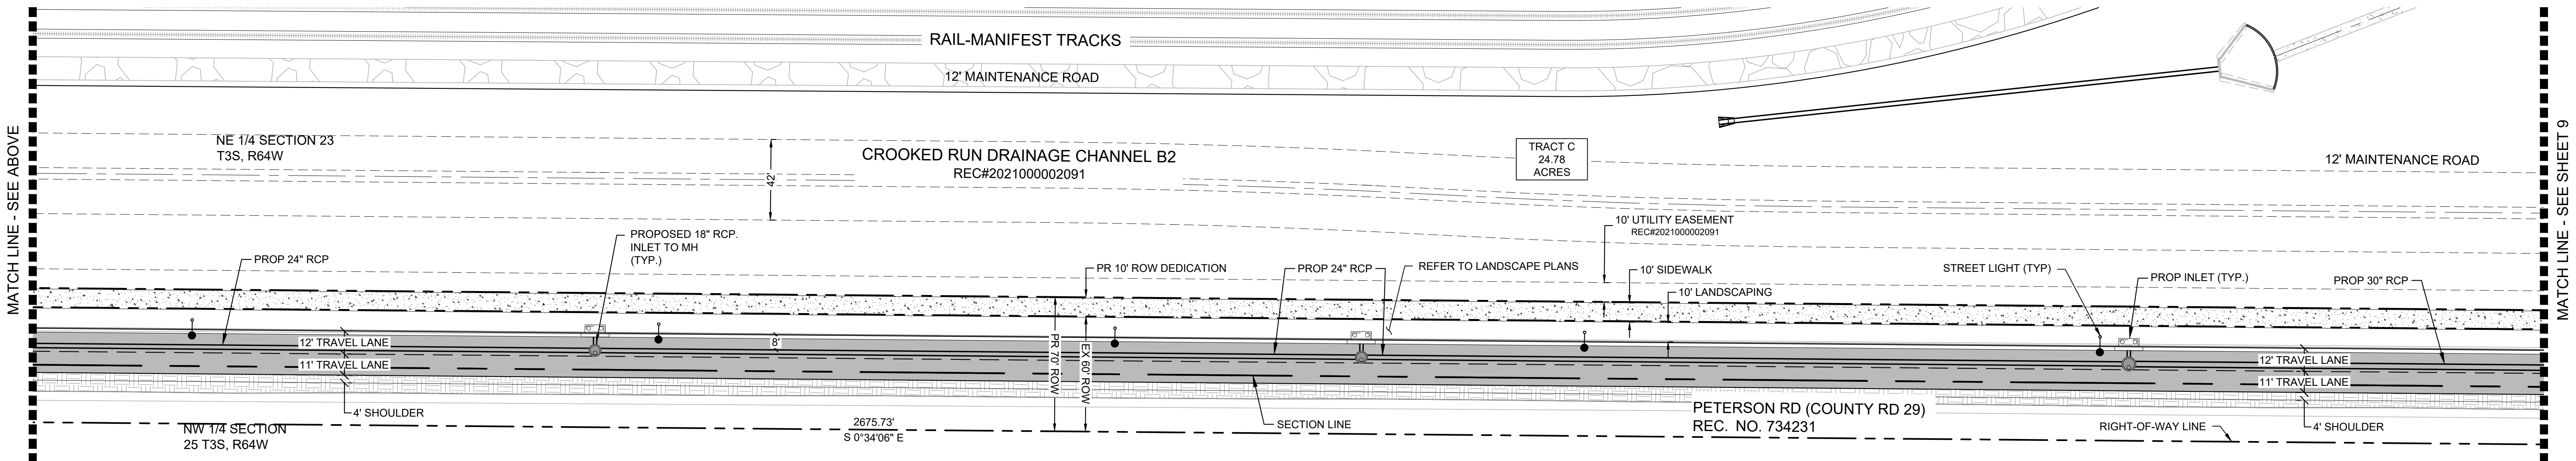 RAIL-MANIFEST TRACKS
12' MAINTENANCE ROAD
MATCH LINE - SEE ABOVE
NE 1/4 SECTION 23
T3S, R64W
42'
CROOKED RUN DRAINAGE CHANNEL B2
REC#2021000002091
TRACT C
24.78
ACRES
12' MAINTENANCE ROAD
MATCH LINE - SEE SHEET 9
10' UTILITY EASEMENT
REC#2021000002091
PROPOSED 18" RCP.
INLET TO MH
(TYP.)
PROP 24" RCP
PR 10' ROW DEDICATION
PROP 24" RCP
REFER TO LANDSCAPE PLANS
10' SIDEWALK
10' LANDSCAPING
STREET LIGHT (TYP)
PROP INLET (TYP.)
PROP 30" RCP
12' TRAVEL LANE
8'
11' TRAVEL LANE
PR 70' ROW
EX 60' ROW
12' TRAVEL LANE
11' TRAVEL LANE
4' SHOULDER
NW 1/4 SECTION
25 T3S, R64W
2675.73'
S 0°34'06" E
SECTION LINE
PETERSON RD (COUNTY RD 29)
REC. NO. 734231
RIGHT-OF-WAY LINE
4' SHOULDER